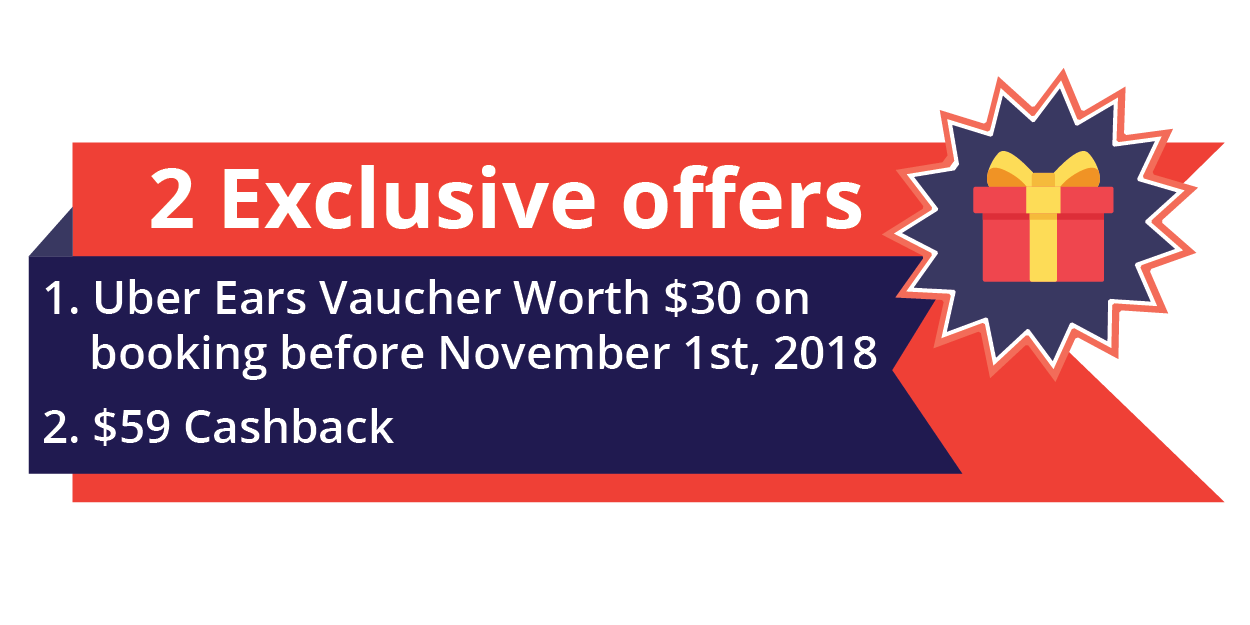 2 Exclusive offers
1. Uber Ears Vaucher Worth $30 on
booking before November 1st, 2018
2. $59 Cashback